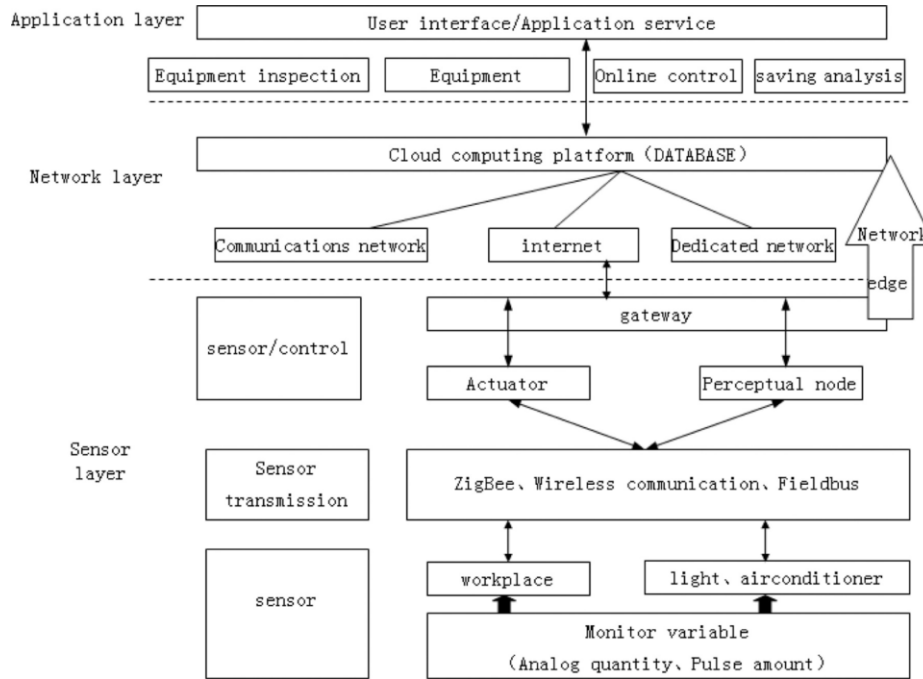 Application layer
User interface/Application service
Equipment inspection
Equipment
Online control
saving analysis
Cloud computing platform（DATABASE）
Network layer
Communications network
internet
Dedicated network
Network
edge
gateway
sensor/control
Actuator
Perceptual node
Sensor
layer
Sensor
transmission
ZigBee、Wireless communication、Fieldbus
workplace
light、airconditioner
sensor
Monitor variable
（Analog quantity、Pulse amount）